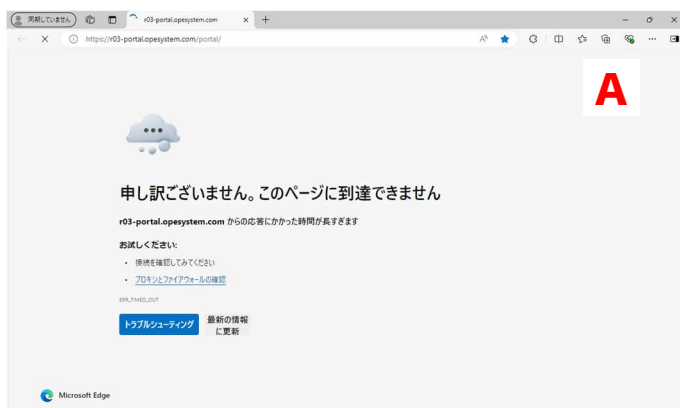 同期していません
r03-portal.opesystem.com
https://r03-portal.opesystem.com/portal/
A
申し訳ございません。このページに到達できません
r03-portal.opesystem.com からの応答にかかった時間が長すぎます
お試しください:
• 接続を確認してみてください
• プロキシとファイアウォールの確認
ERR_TIMED_OUT
トラブルシューティング
最新の情報
に更新
Microsoft Edge